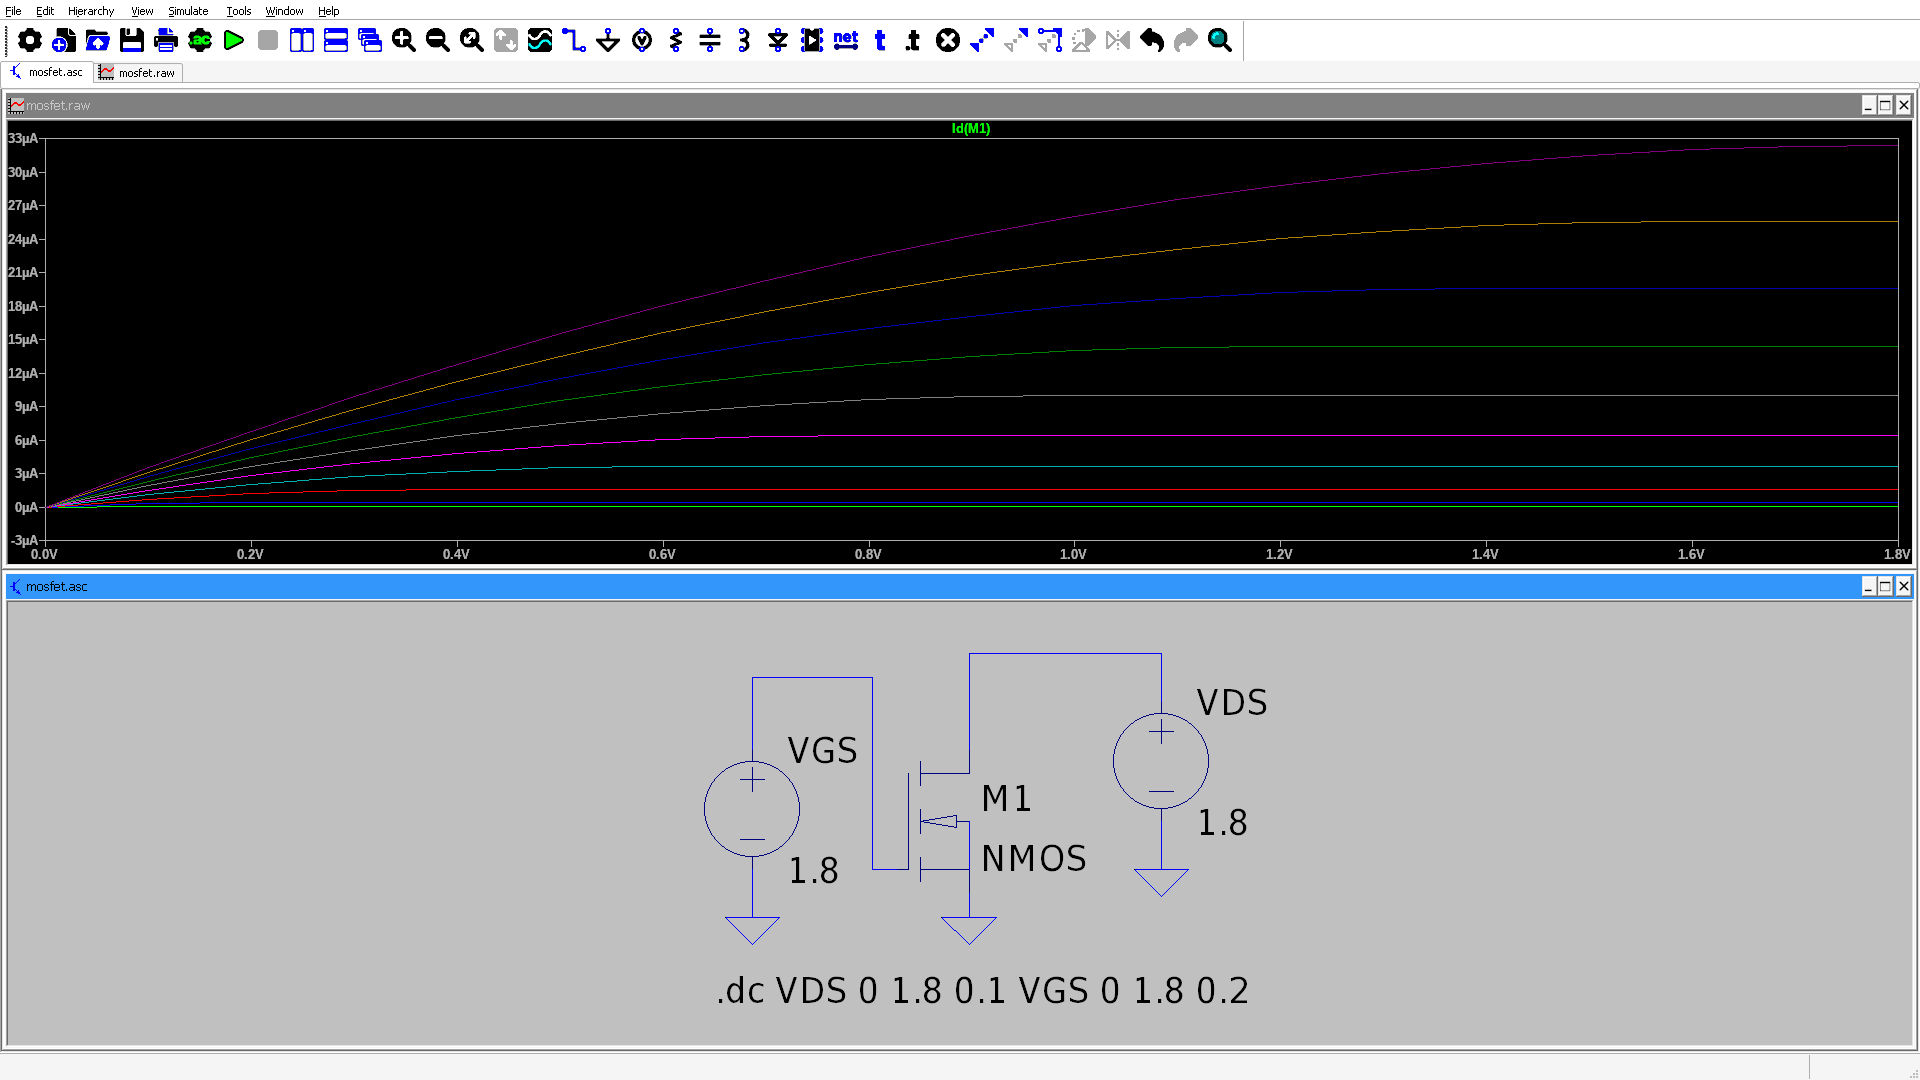 File Edit Hierarchy View Simulate Tools Window Help
.ac net t .t
mosfet.asc mosfet.raw
mosfet.raw
Id(M1)
33µA
30µA
27µA
24µA
21µA
18µA
15µA
12µA
9µA
6µA
3µA
0µA
-3µA
0.0V 0.2V 0.4V 0.6V 0.8V 1.0V 1.2V 1.4V 1.6V 1.8V
mosfet.asc
VDS
VGS
M1
1.8
NMOS
1.8
.dc VDS 0 1.8 0.1 VGS 0 1.8 0.2